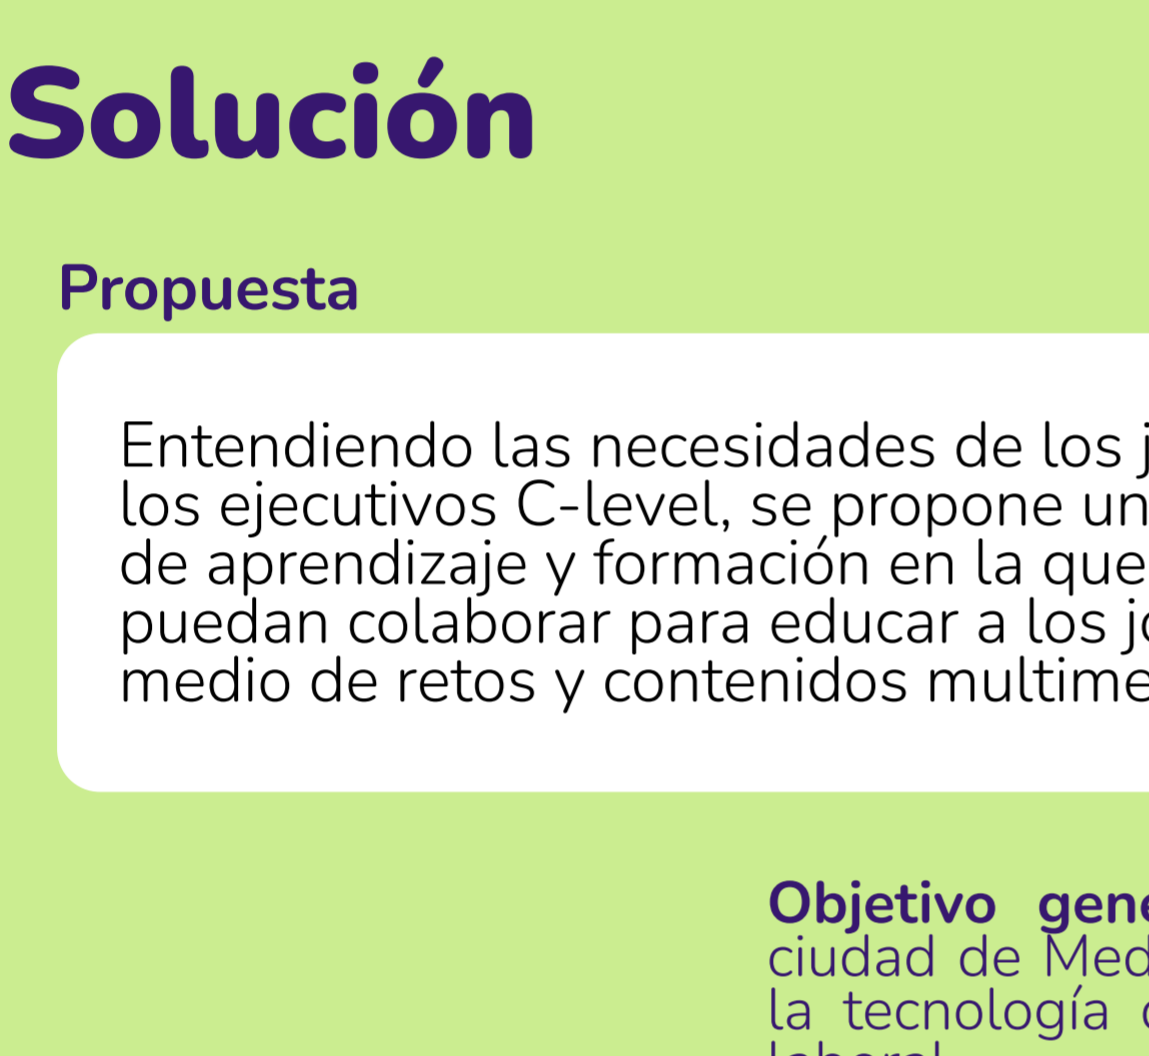 Solución
Propuesta
Entendiendo las necesidades de los
los ejecutivos C-level, se propone un
de aprendizaje y formación en la que
puedan colaborar para educar a los
medio de retos y contenidos
Objetivo
ciudad de
la tecnología
laboral